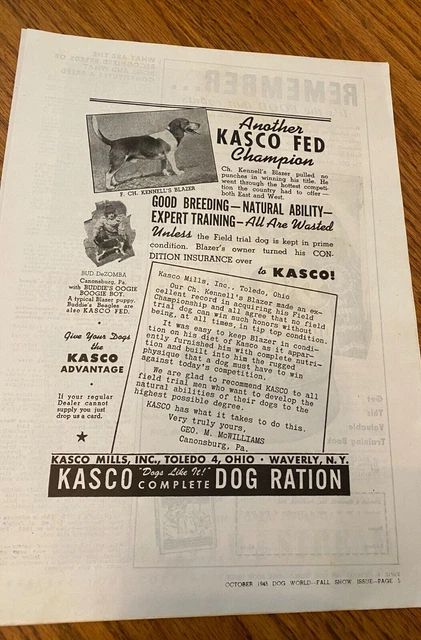 Another
KASCO FED
Champion
Ch. Kennell's Blazer pulled no
punches in winning his title. He
went through the hottest competi-
tion the country had to offer —
both East and West.
F. CH. KENNELL'S BLAZER
GOOD BREEDING—NATURAL ABILITY—
EXPERT TRAINING—All Are Wasted
Unless the Field trial dog is kept in prime
condition. Blazer's owner turned his CON-
DITION INSURANCE over
to KASCO!
BUD DeZOMBA
Canonsburg, Pa.
with BUDDIE'S OOGIE
BOOGIE BOY.
A typical Blazer puppy.
Buddie's Beagles are
also KASCO FED.
Give Your Dogs
the
KASCO
ADVANTAGE
If your regular
Dealer cannot
supply you just
drop us a card.
Kasco Mills, Inc., Toledo, Ohio
Our Ch. Kennell's Blazer made an ex-
cellent record in acquiring his Field
Championship and all agree that no field
trial dog can win such honors without
being, at all times, in tip top condition.
It was easy to keep Blazer in condi-
tion on his diet of Kasco as it appar-
ently furnished him with complete nutri-
tion and built into him the rugged
physique that a dog must have to win
against today's competition.
We are glad to recommend KASCO to all
field trial men who want to develop the
natural abilities of their dogs to the
highest possible degree.
KASCO has what it takes to do this.
Very truly yours,
GEO. M. McWILLIAMS
Canonsburg, Pa.
KASCO MILLS, INC., TOLEDO 4, OHIO · WAVERLY, N. Y.
KASCO "Dogs Like It!" COMPLETE DOG RATION
OCTOBER 1945 DOG WORLD—FALL SHOW ISSUE—PAGE 5
REMEMBER...